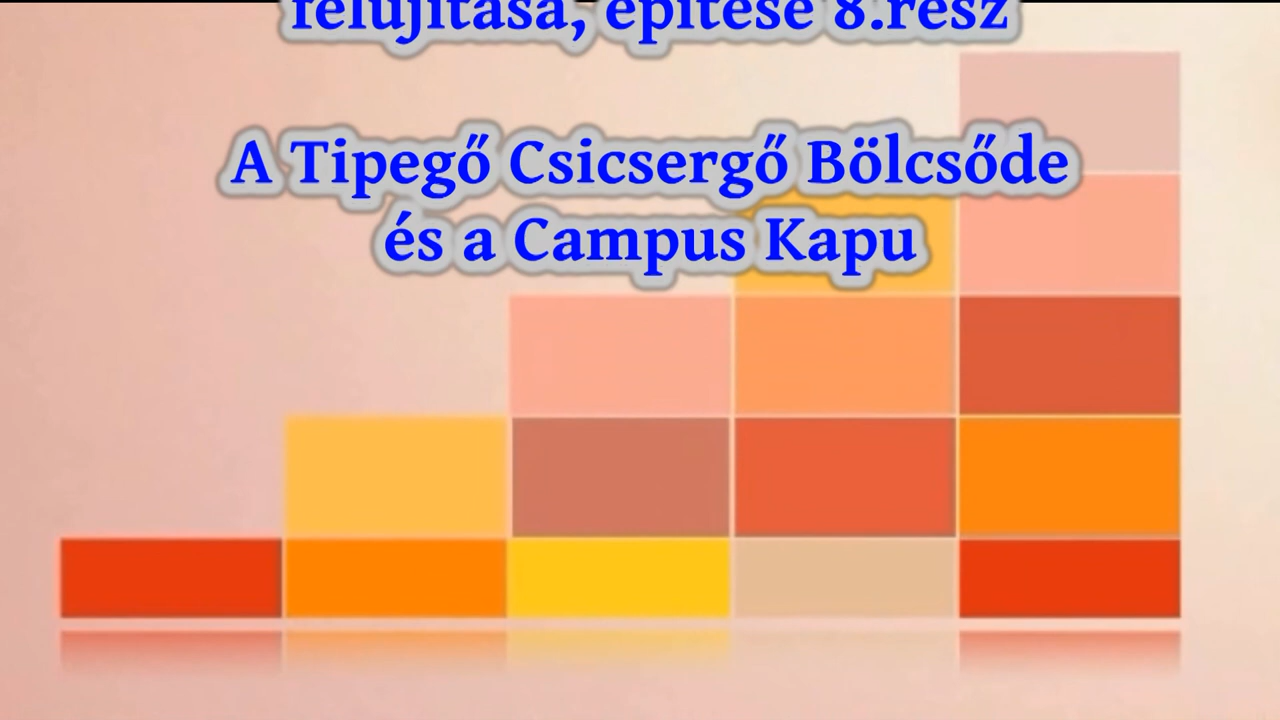 felújítása, építése 8.rész
A Tipegő Csicsergő Bölcsőde
és a Campus Kapu